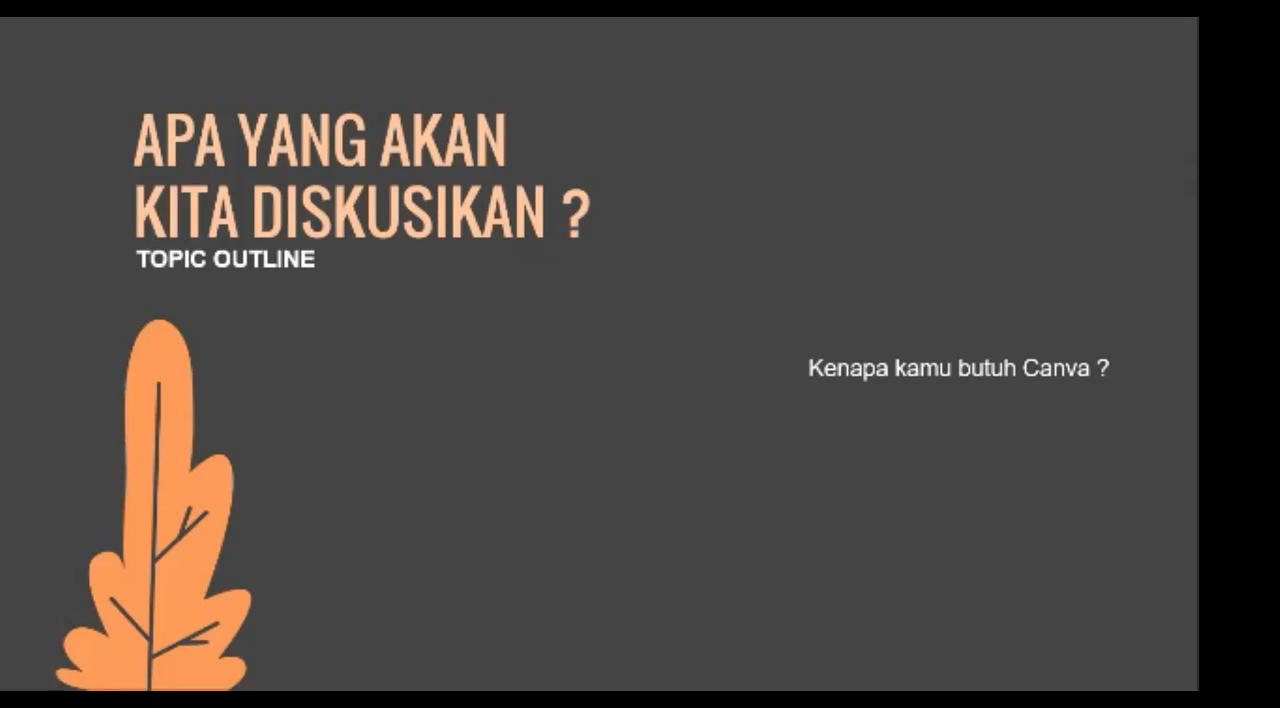 APA YANG AKAN
KITA DISKUSIKAN ?
TOPIC OUTLINE
Kenapa kamu butuh Canva ?